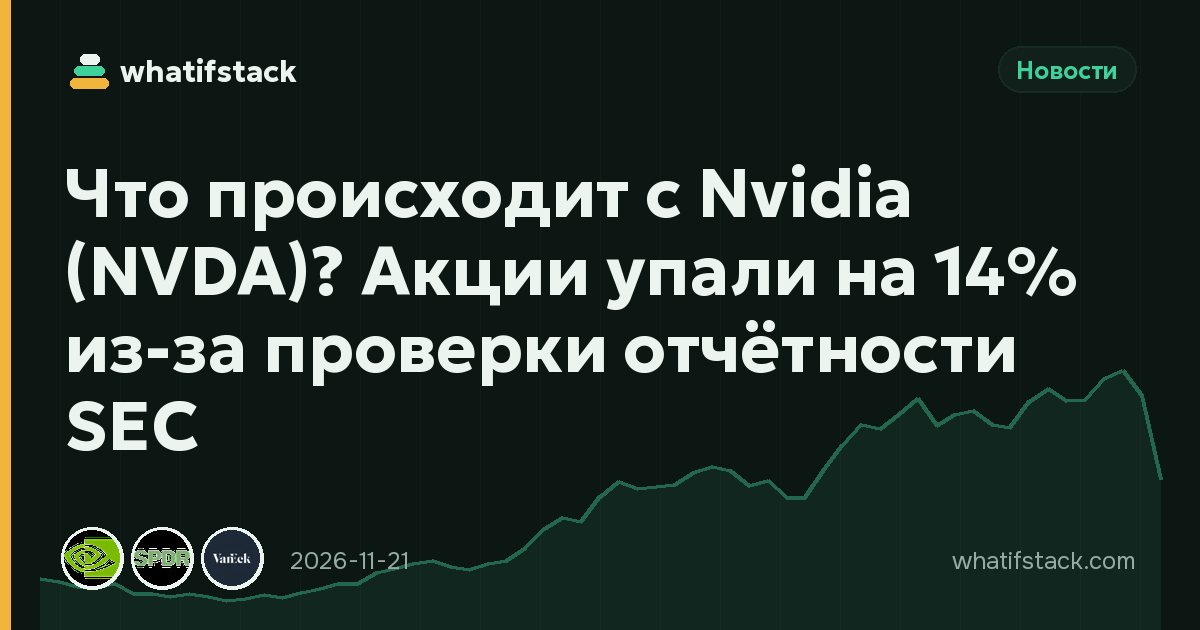 whatifstack
Новости
Что происходит с Nvidia
(NVDA)? Акции упали на 14%
из-за проверки отчётности
SEC
SPDR
VanEck
2026-11-21
whatifstack.com